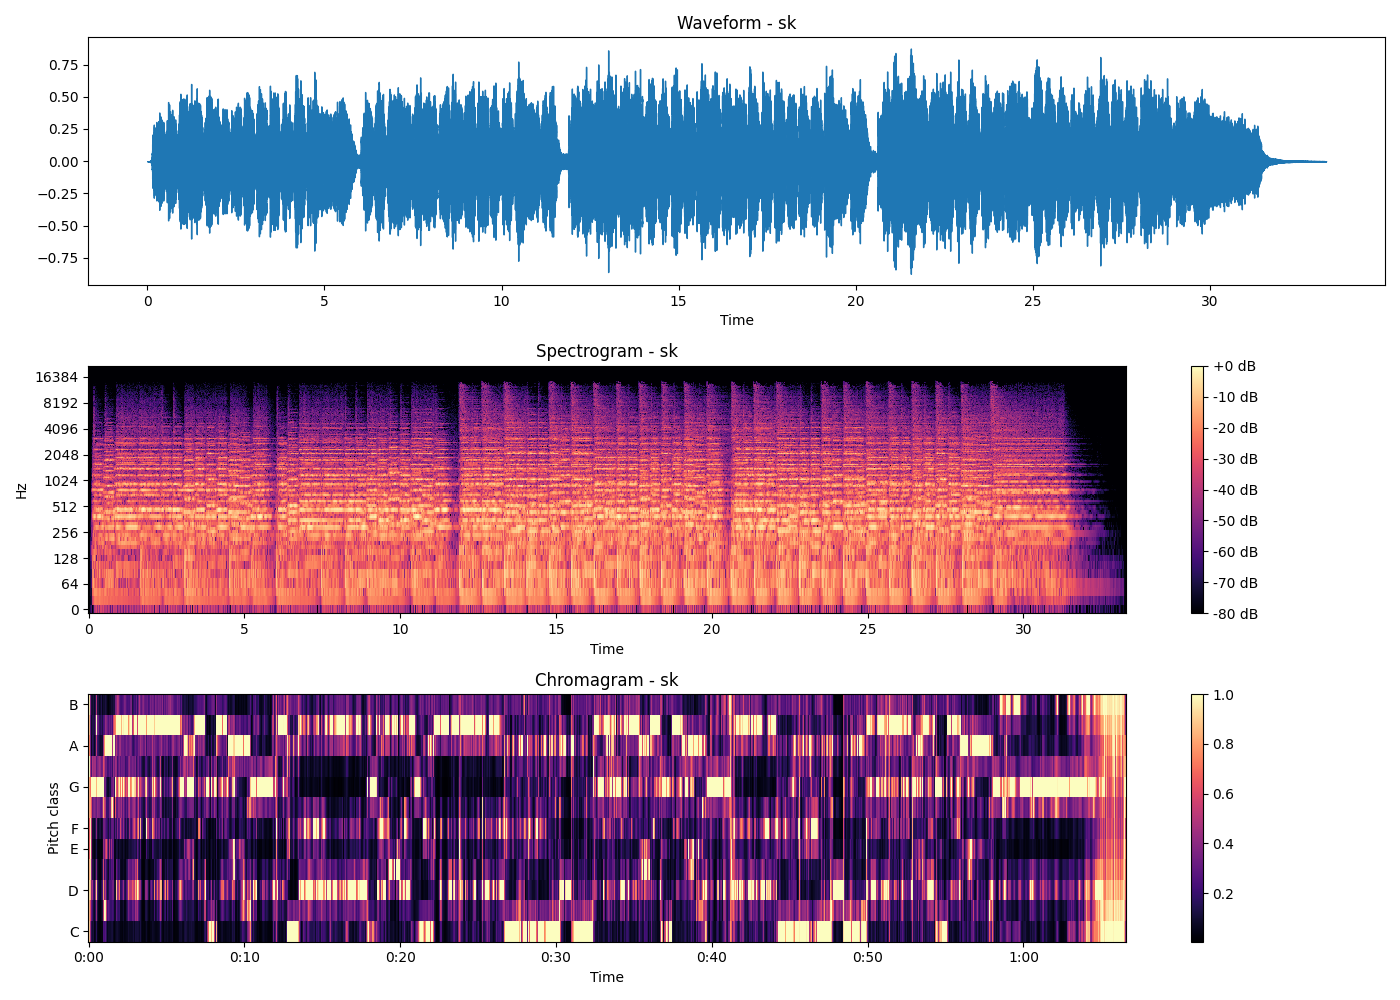 Waveform - sk
0.75
0.50
0.25
0.00
−0.25
−0.50
−0.75
0 5 10 15 20 25 30
Time
Spectrogram - sk
Hz
16384
8192
4096
2048
1024
512
256
128
64
0
0 5 10 15 20 25 30
Time
+0 dB
-10 dB
-20 dB
-30 dB
-40 dB
-50 dB
-60 dB
-70 dB
-80 dB
Chromagram - sk
Pitch class
B
A
G
F
E
D
C
0:00 0:10 0:20 0:30 0:40 0:50 1:00
Time
1.0
0.8
0.6
0.4
0.2